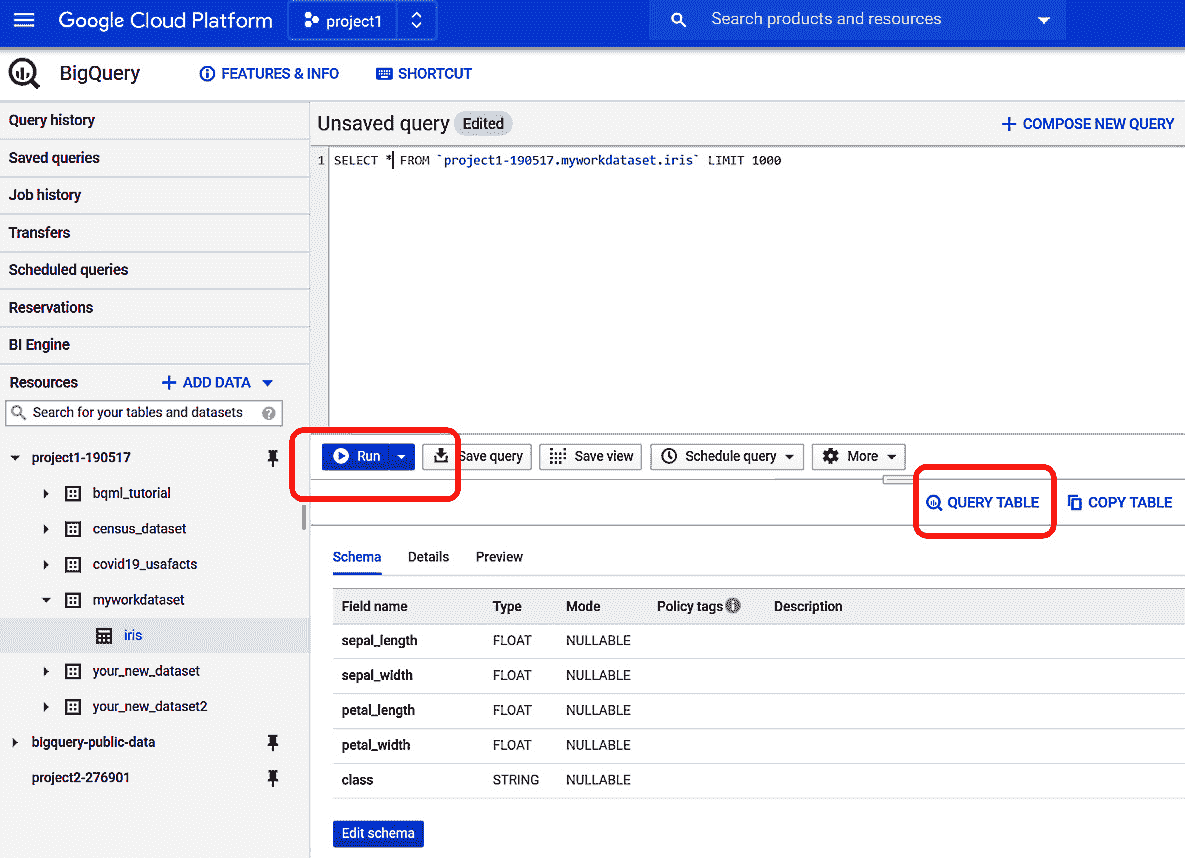 Google Cloud Platform project1 Search products and resources
BigQuery FEATURES & INFO SHORTCUT
Query history
Saved queries
Job history
Transfers
Scheduled queries
Reservations
BI Engine
Resources ADD DATA
Search for your tables and datasets ?
project1-190517
bqml_tutorial
census_dataset
covid19_usafacts
myworkdataset
iris
your_new_dataset
your_new_dataset2
bigquery-public-data
project2-276901
Unsaved query Edited COMPOSE NEW QUERY
1 SELECT * FROM `project1-190517.myworkdataset.iris` LIMIT 1000
Run Save query Save view Schedule query More
QUERY TABLE COPY TABLE
Schema Details Preview
Field name Type Mode Policy tags Description
sepal_length FLOAT NULLABLE
sepal_width FLOAT NULLABLE
petal_length FLOAT NULLABLE
petal_width FLOAT NULLABLE
class STRING NULLABLE
Edit schema